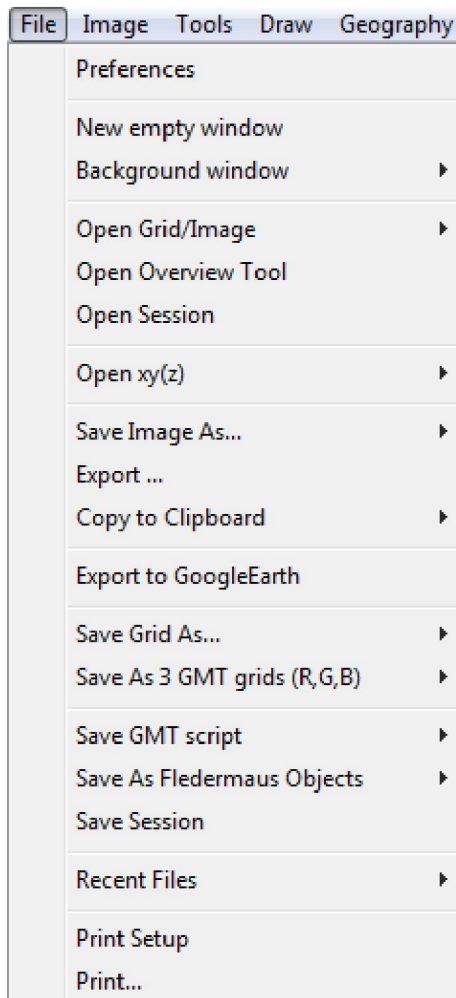 File Image Tools Draw Geography
Preferences
New empty window
Background window
Open Grid/Image
Open Overview Tool
Open Session
Open xy(z)
Save Image As...
Export ...
Copy to Clipboard
Export to GoogleEarth
Save Grid As...
Save As 3 GMT grids (R,G,B)
Save GMT script
Save As Fledermaus Objects
Save Session
Recent Files
Print Setup
Print...